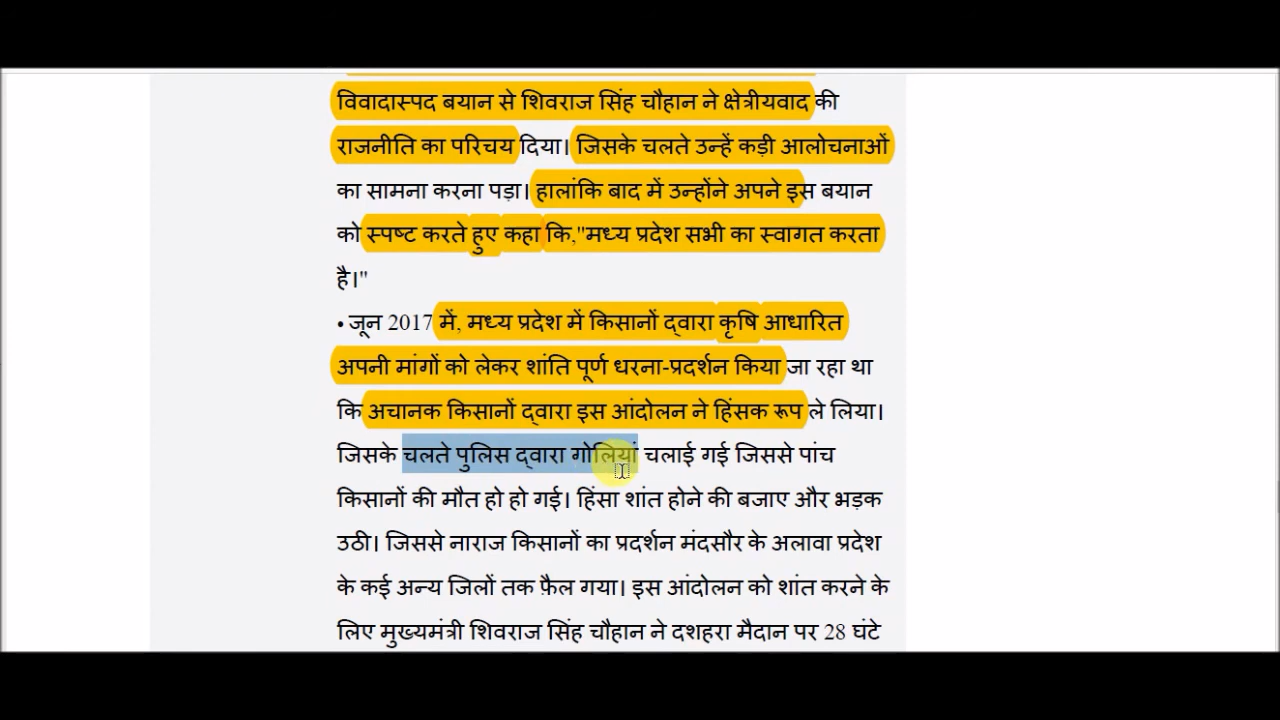 विवादास्पद बयान से शिवराज सिंह चौहान ने क्षेत्रीयवाद की
राजनीति का परिचय दिया। जिसके चलते उन्हें कड़ी आलोचनाओं
का सामना करना पड़ा। हालांकि बाद में उन्होंने अपने इस बयान
को स्पष्ट करते हुए कहा कि,"मध्य प्रदेश सभी का स्वागत करता
है।"
• जून 2017 में, मध्य प्रदेश में किसानों द्वारा कृषि आधारित
अपनी मांगों को लेकर शांति पूर्ण धरना-प्रदर्शन किया जा रहा था
कि अचानक किसानों द्वारा इस आंदोलन ने हिंसक रूप ले लिया।
जिसके चलते पुलिस द्वारा गोलियां चलाई गई जिससे पांच
किसानों की मौत हो हो गई। हिंसा शांत होने की बजाए और भड़क
उठी। जिससे नाराज किसानों का प्रदर्शन मंदसौर के अलावा प्रदेश
के कई अन्य जिलों तक फ़ैल गया। इस आंदोलन को शांत करने के
लिए मुख्यमंत्री शिवराज सिंह चौहान ने दशहरा मैदान पर 28 घंटे